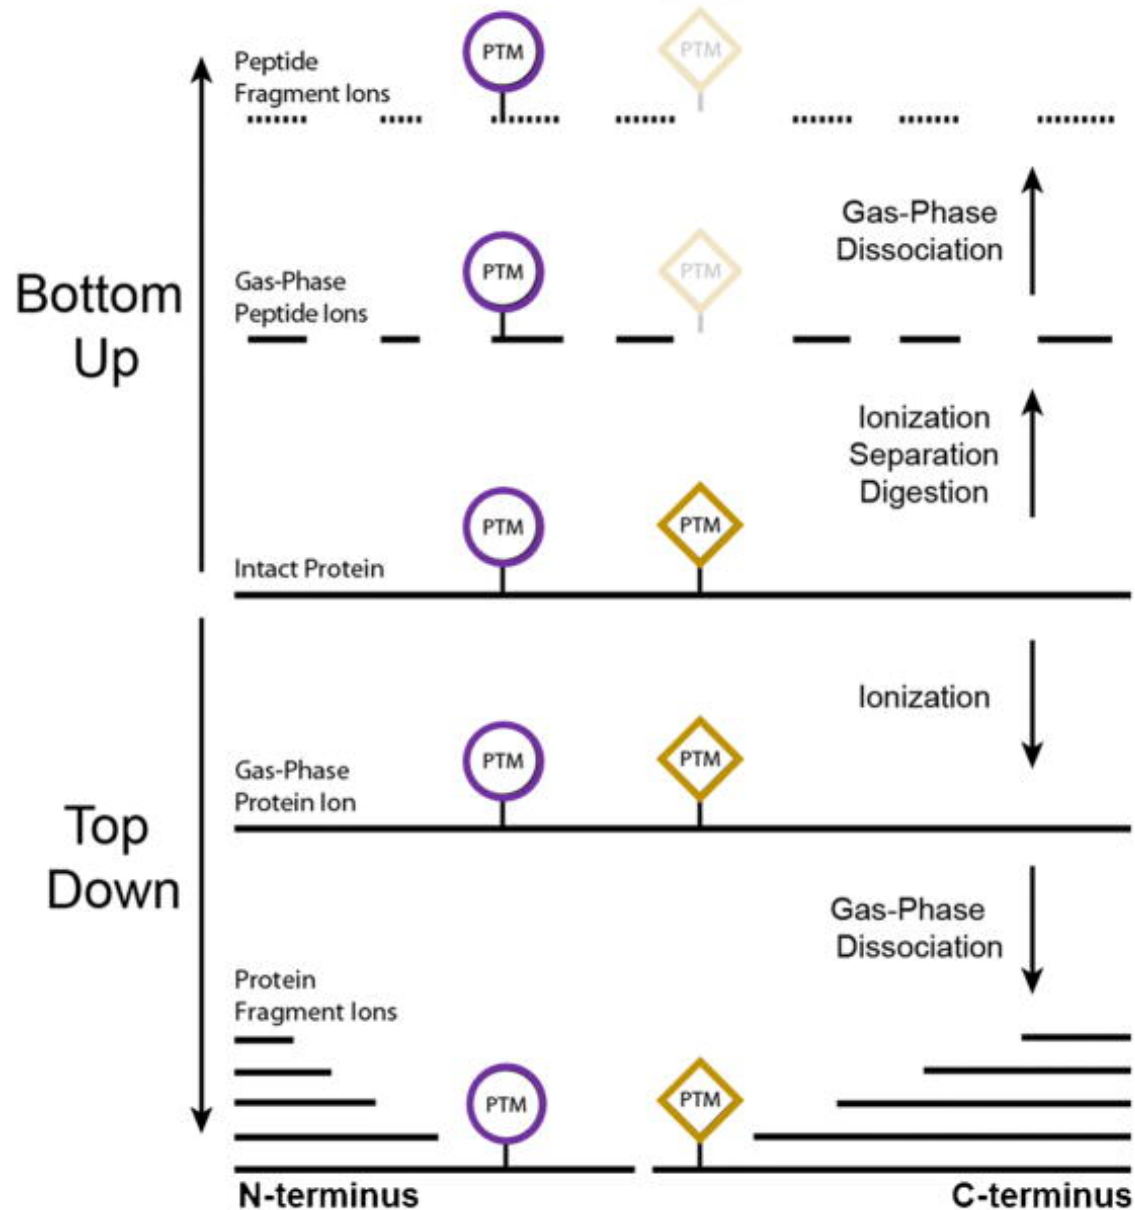 Peptide
Fragment Ions
PTM
PTM
Gas-Phase
Dissociation
Bottom
Up
Gas-Phase
Peptide Ions
PTM
PTM
Ionization
Separation
Digestion
Intact Protein
PTM
PTM
Ionization
Top
Down
Gas-Phase
Protein Ion
PTM
PTM
Gas-Phase
Dissociation
Protein
Fragment Ions
PTM
PTM
N-terminus
C-terminus